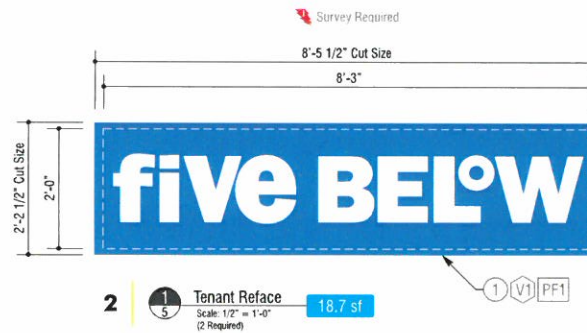 Survey Required
8'-5 1/2" Cut Size
8'-3"
2'-2 1/2" Cut Size
2'-0"
five BELOW
2
1
5
Tenant Reface
Scale: 1/2" = 1'-0"
(2 Required)
18.7 sf
1 V1 PF1